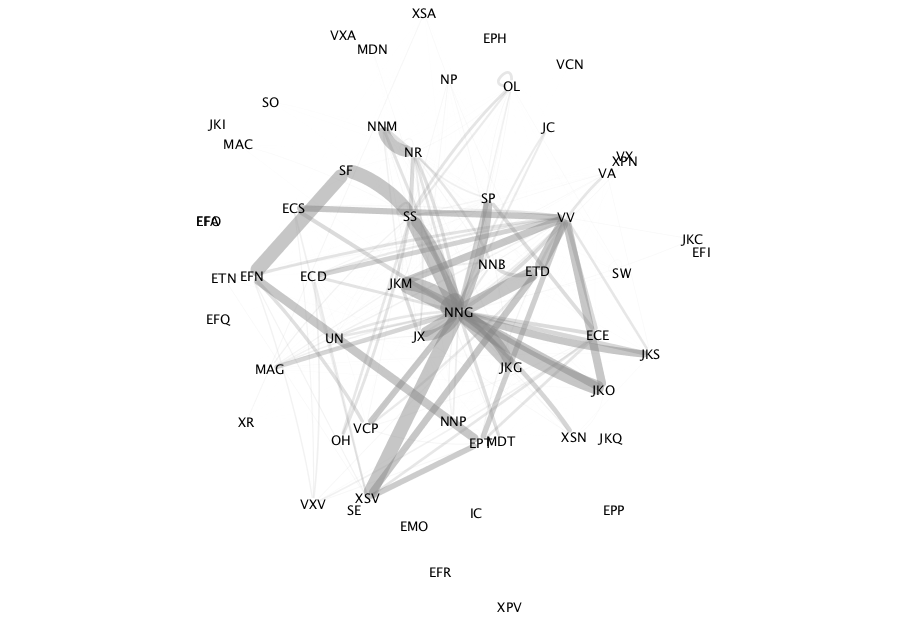 XSA
VXA
EPH
MDN
VCN
NP
OL
SO
JKI
NNM
JC
MAC
NR
VX
XPN
SF
VA
SP
ECS
SS
VV
EFO
JKC
EFI
NNB
ETD
SW
ETN
EFN
ECD
JKM
NNG
EFQ
UN
JX
ECE
JKS
MAG
JKG
JKO
XR
NNP
VCP
OH
EPT
MDT
XSN
JKQ
VXV
XSV
SE
EPP
IC
EMO
EFR
XPV